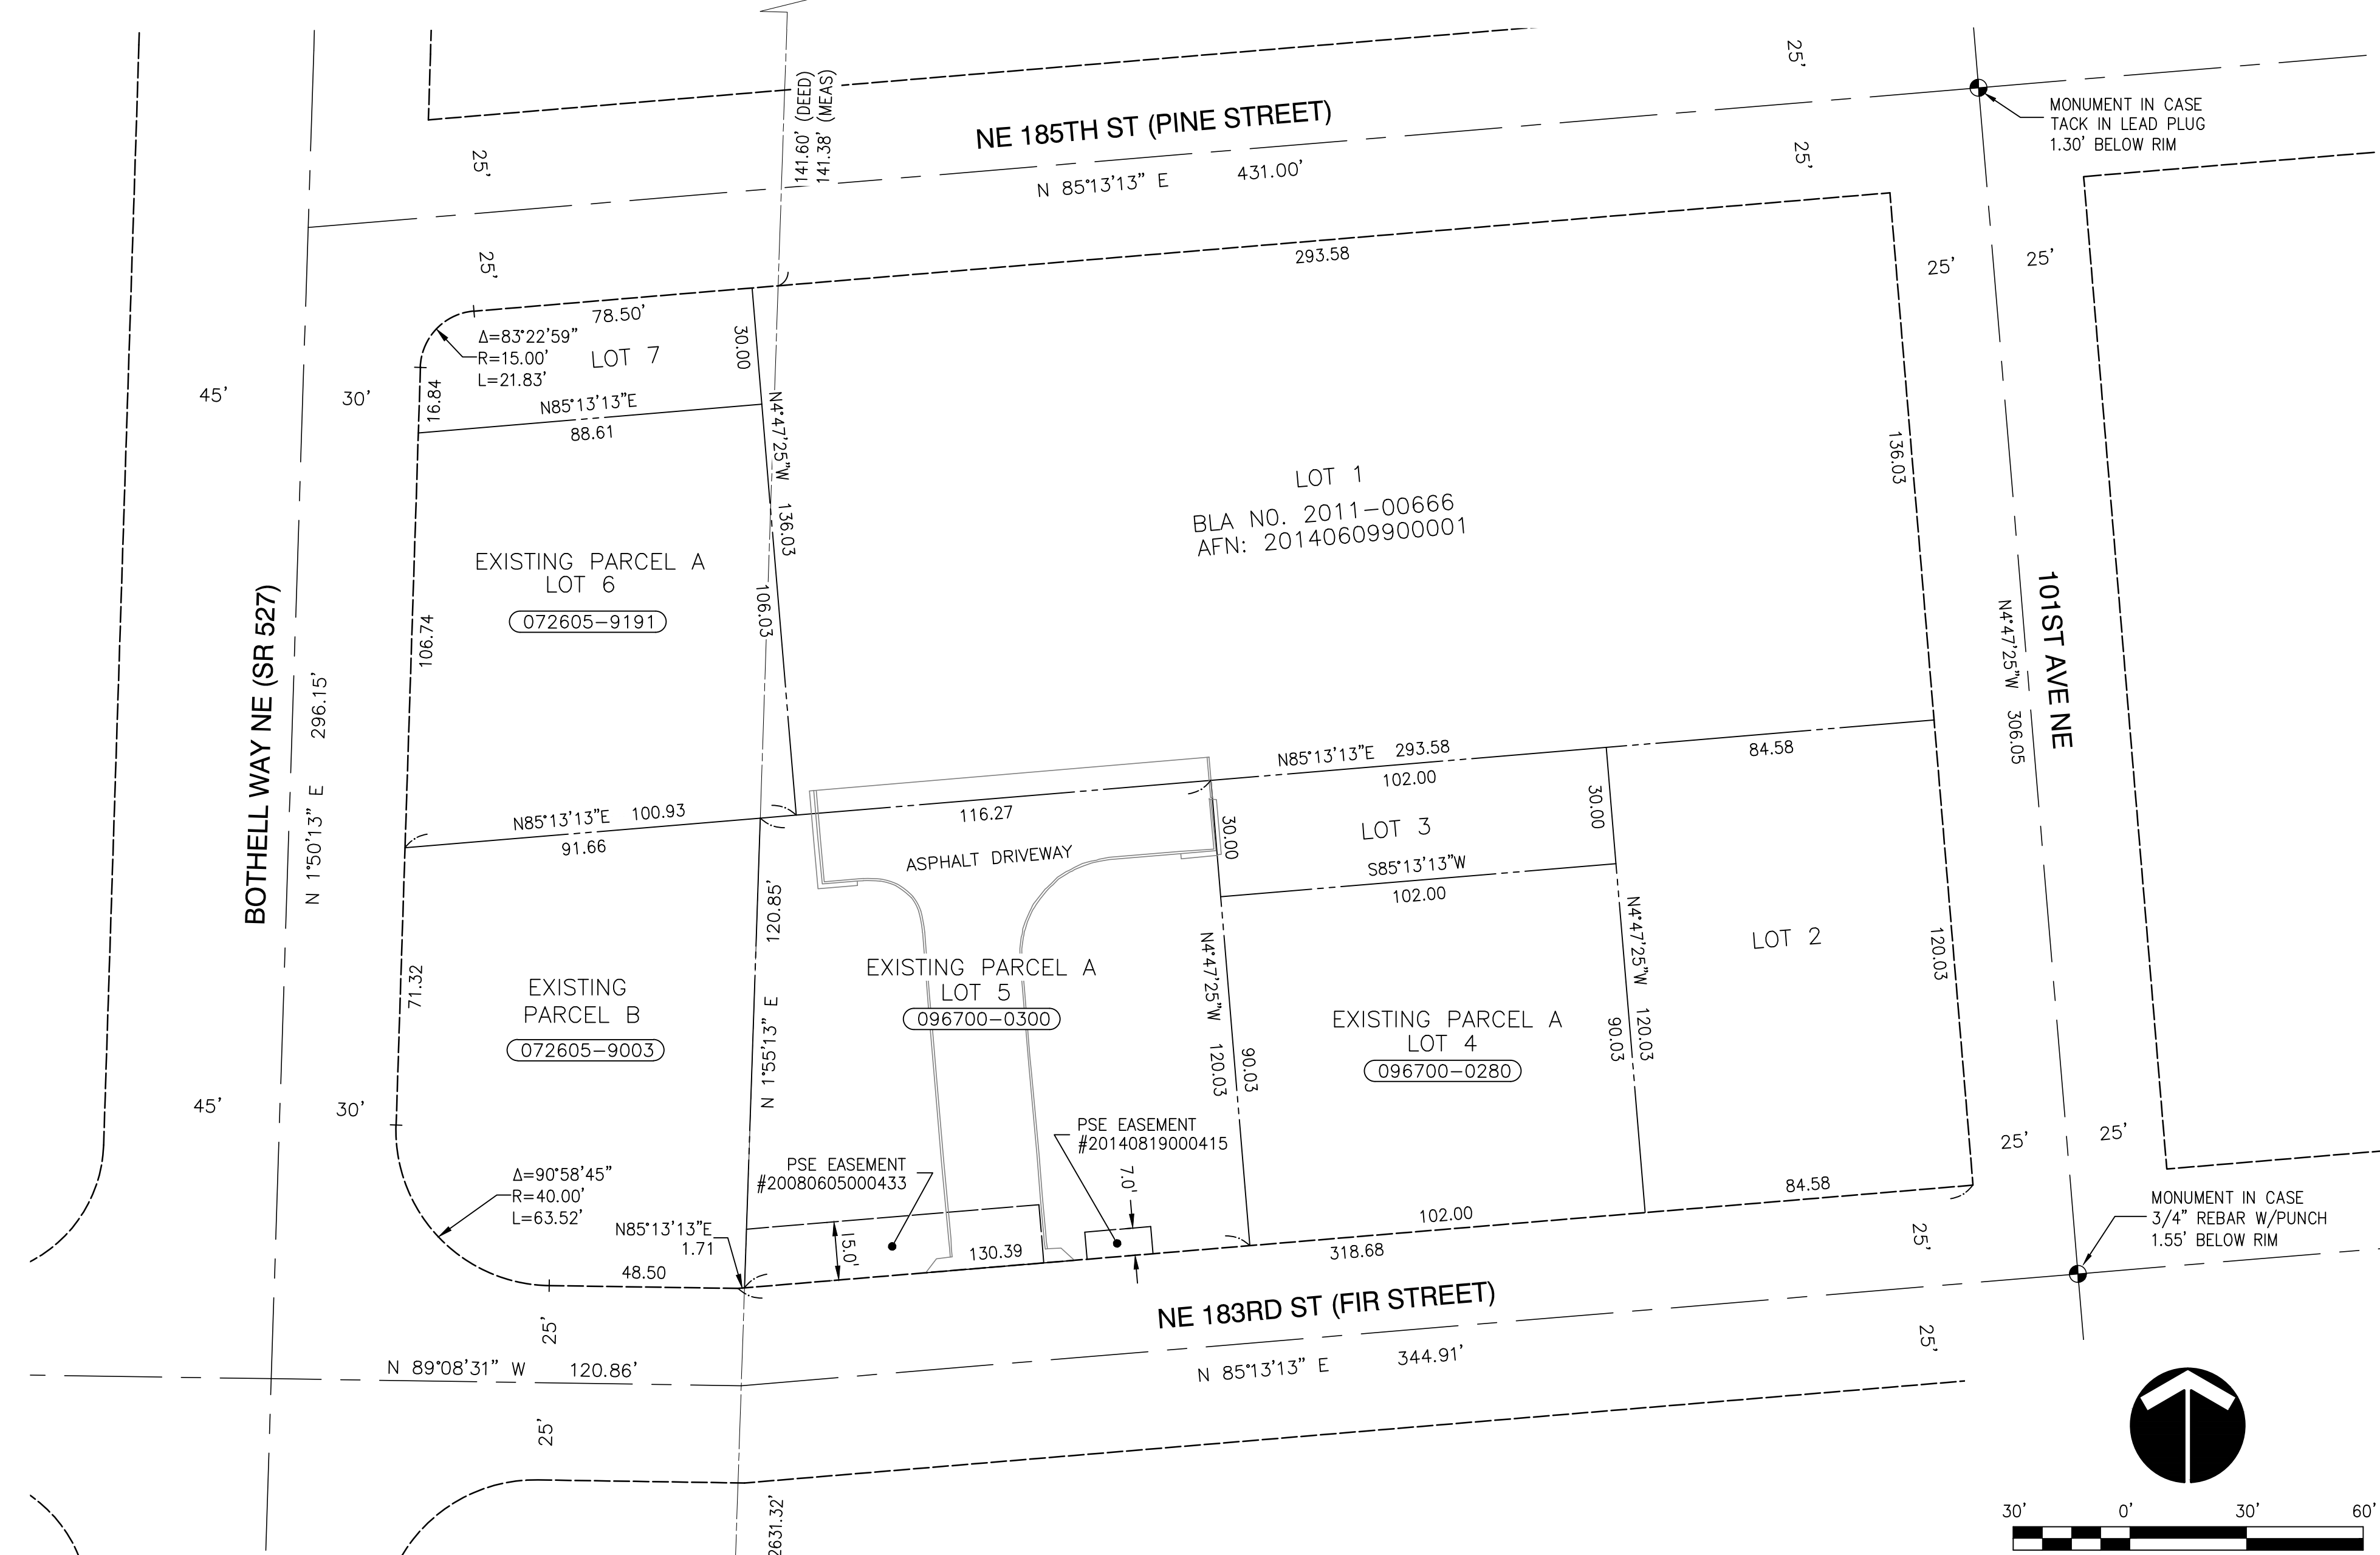 141.60' (DEED)
141.38' (MEAS)
NE 185TH ST (PINE STREET)
N 85°13'13" E 431.00'
25'
25'
25'
25'
MONUMENT IN CASE
TACK IN LEAD PLUG
1.30' BELOW RIM
25'
25'
293.58
78.50'
Δ=83°22'59"
R=15.00'
L=21.83'
LOT 7
30.00
16.84
N85°13'13"E
88.61
45'
30'
N4°47'25"W 136.03
106.03
LOT 1
BLA NO. 2011-00666
AFN: 20140609900001
136.03
EXISTING PARCEL A
LOT 6
072605-9191
106.74
BOTHELL WAY NE (SR 527)
N 1°50'13" E 296.15'
101ST AVE NE
N4°47'25"W 306.05
N85°13'13"E 100.93
91.66
116.27
N85°13'13"E 293.58
102.00
84.58
ASPHALT DRIVEWAY
30.00
LOT 3
30.00
S85°13'13"W
102.00
LOT 2
120.03
71.32
EXISTING
PARCEL B
072605-9003
N 1°55'13" E 120.85'
EXISTING PARCEL A
LOT 5
096700-0300
N4°47'25"W 120.03
90.03
EXISTING PARCEL A
LOT 4
096700-0280
N4°47'25"W 120.03
90.03
45'
30'
25'
25'
Δ=90°58'45"
R=40.00'
L=63.52'
PSE EASEMENT
#20080605000433
PSE EASEMENT
#20140819000415
7.0'
15.0'
N85°13'13"E
1.71
48.50
130.39
102.00
84.58
318.68
MONUMENT IN CASE
3/4" REBAR W/PUNCH
1.55' BELOW RIM
25'
25'
NE 183RD ST (FIR STREET)
N 85°13'13" E 344.91'
25'
N 89°08'31" W 120.86'
25'
2631.32'
30' 0' 30' 60'